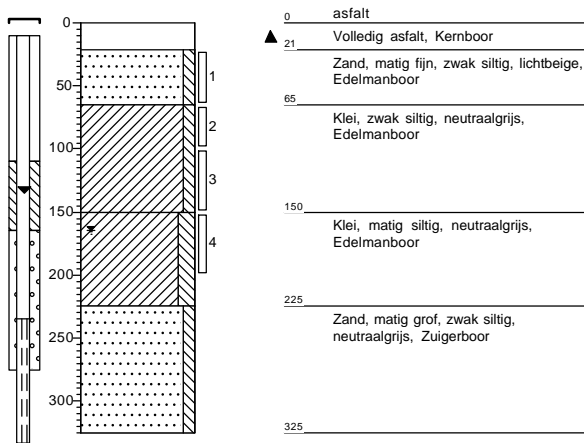 0
50
100
150
200
250
300
1
2
3
4
0
asfalt
Volledig asfalt, Kernboor
21
Zand, matig fijn, zwak siltig, lichtbeige,
Edelmanboor
65
Klei, zwak siltig, neutraalgrijs,
Edelmanboor
150
Klei, matig siltig, neutraalgrijs,
Edelmanboor
225
Zand, matig grof, zwak siltig,
neutraalgrijs, Zuigerboor
325